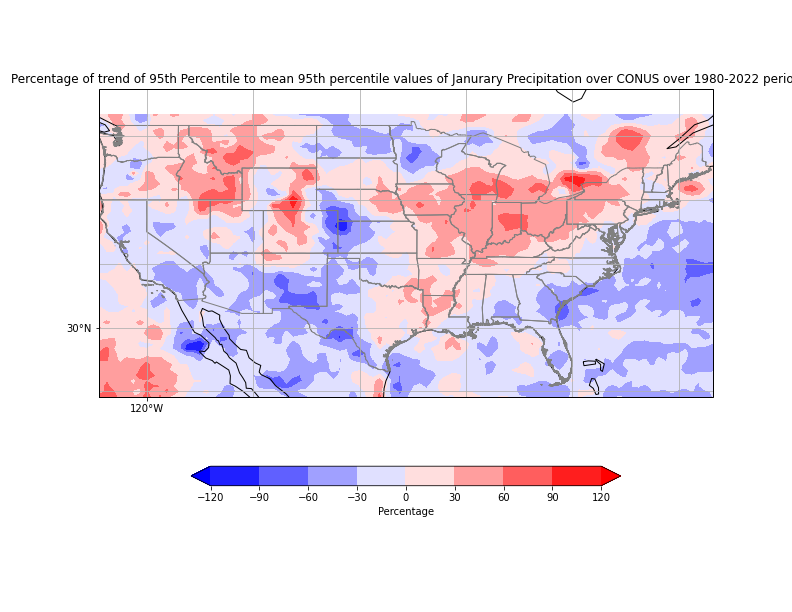 Percentage of trend of 95th Percentile to mean 95th percentile values of Janurary Precipitation over CONUS over 1980-2022
30°N
120°W
−120 −90 −60 −30 0 30 60 90 120
Percentage